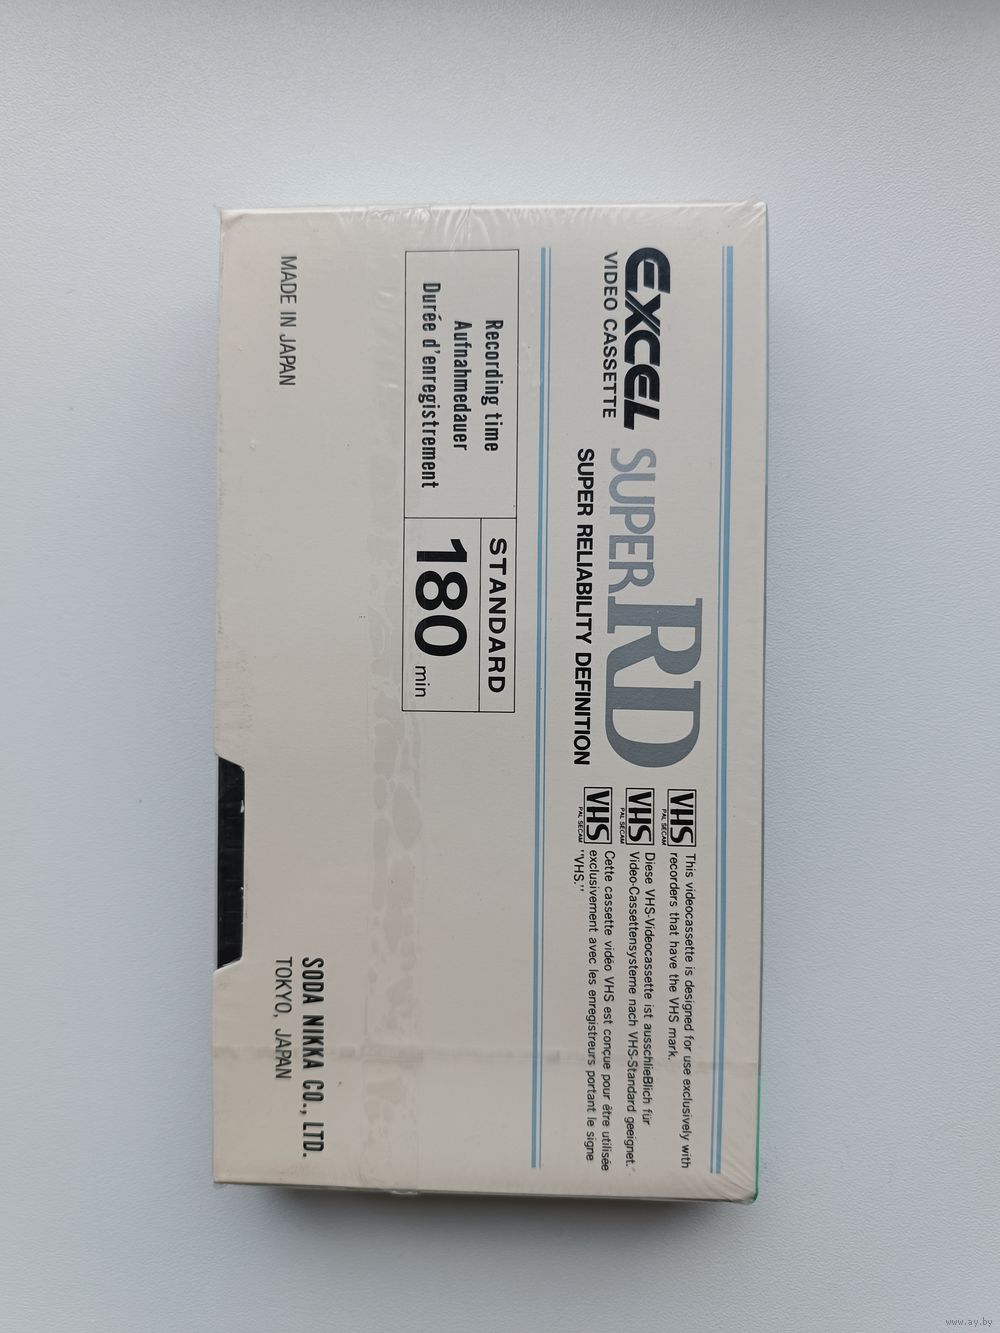 EXCEL
VIDEO CASSETTE
SUPER RD
SUPER RELIABILITY DEFINITION
VHS
PAL SECAM
This videocassette is designed for use exclusively with
recorders that have the VHS mark.
VHS
PAL SECAM
Diese VHS-Videocassette ist ausschließlich für
Video-Cassettensysteme nach VHS-Standard geeignet.
VHS
PAL SECAM
Cette cassette vidéo VHS est conçue pour être utilisée
exclusivement avec les enregistreurs portant le signe
"VHS."
Recording time
Aufnahmedauer
Durée d'enregistrement
STANDARD
180 min
MADE IN JAPAN
SODA NIKKA CO., LTD.
TOKYO, JAPAN
www.ay.by